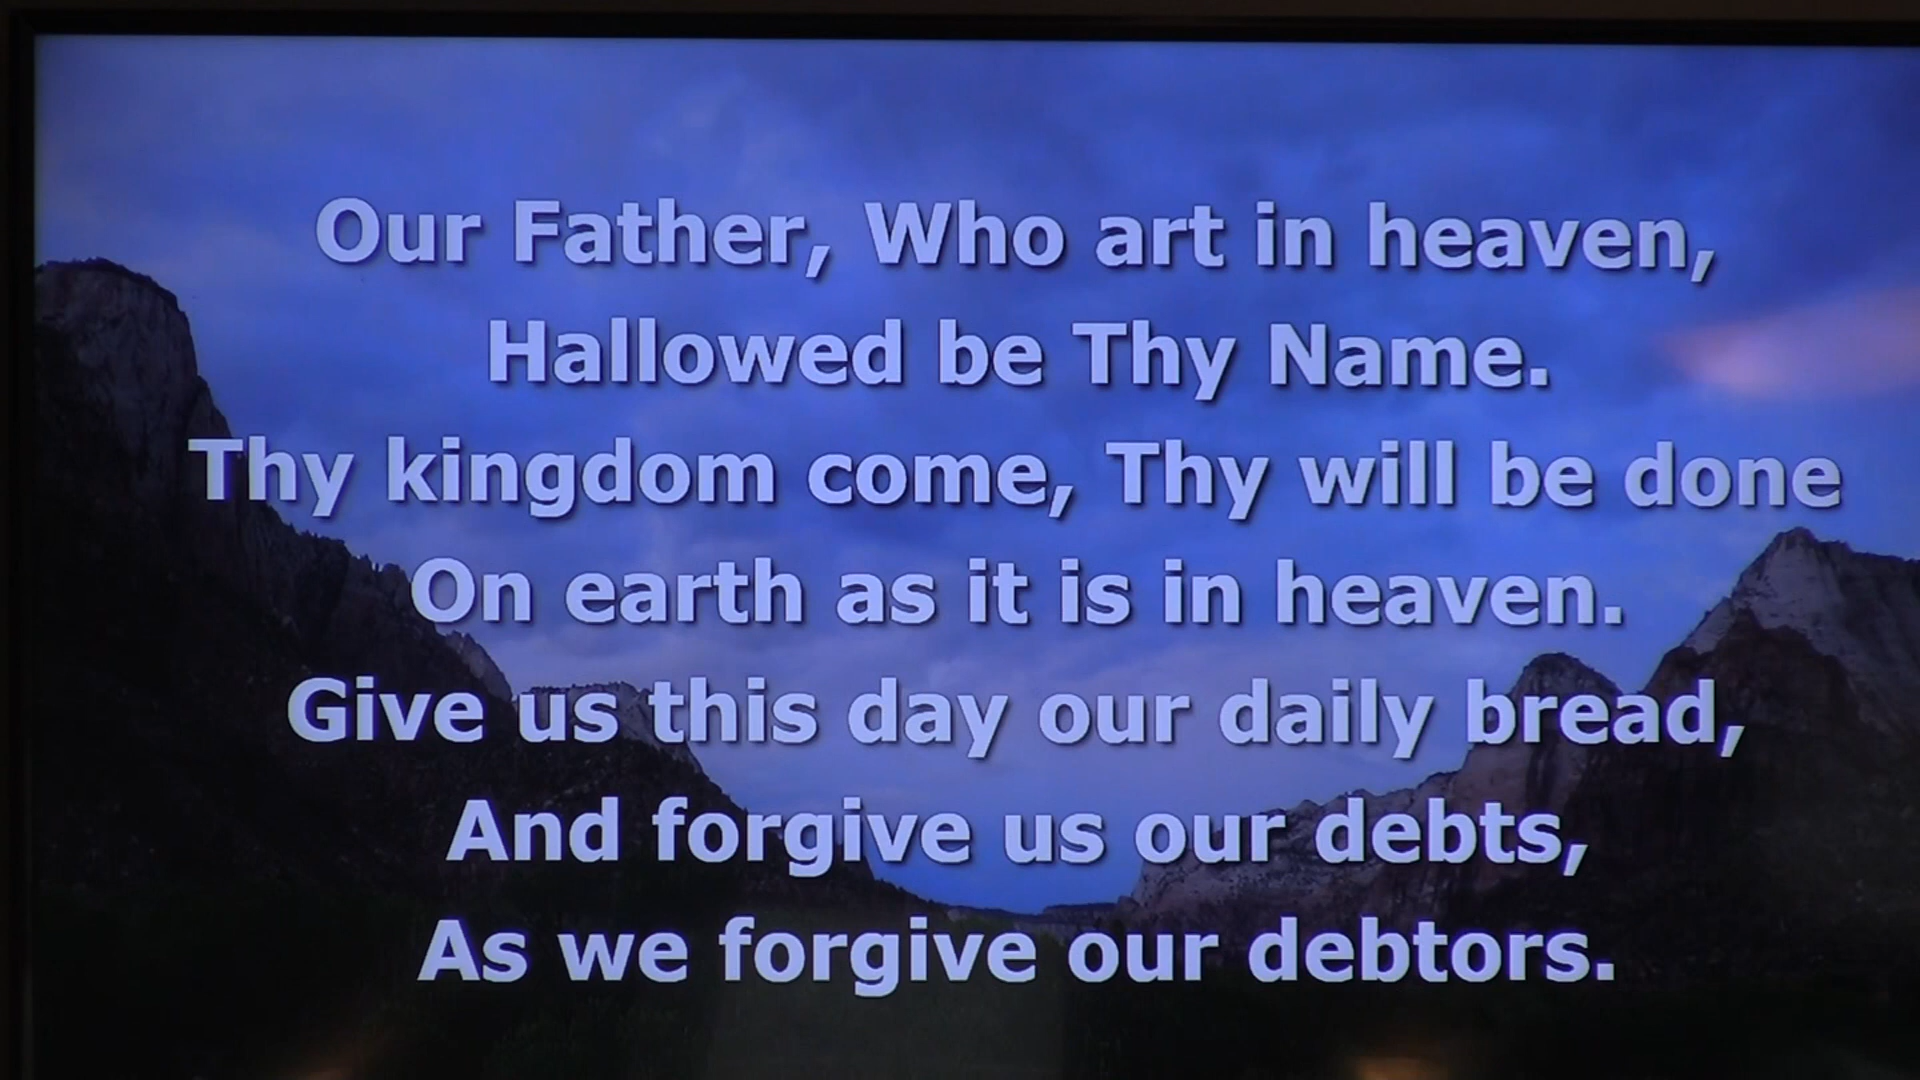 Our Father, Who art in heaven,
Hallowed be Thy Name.
Thy kingdom come, Thy will be done
On earth as it is in heaven.
Give us this day our daily bread,
And forgive us our debts,
As we forgive our debtors.